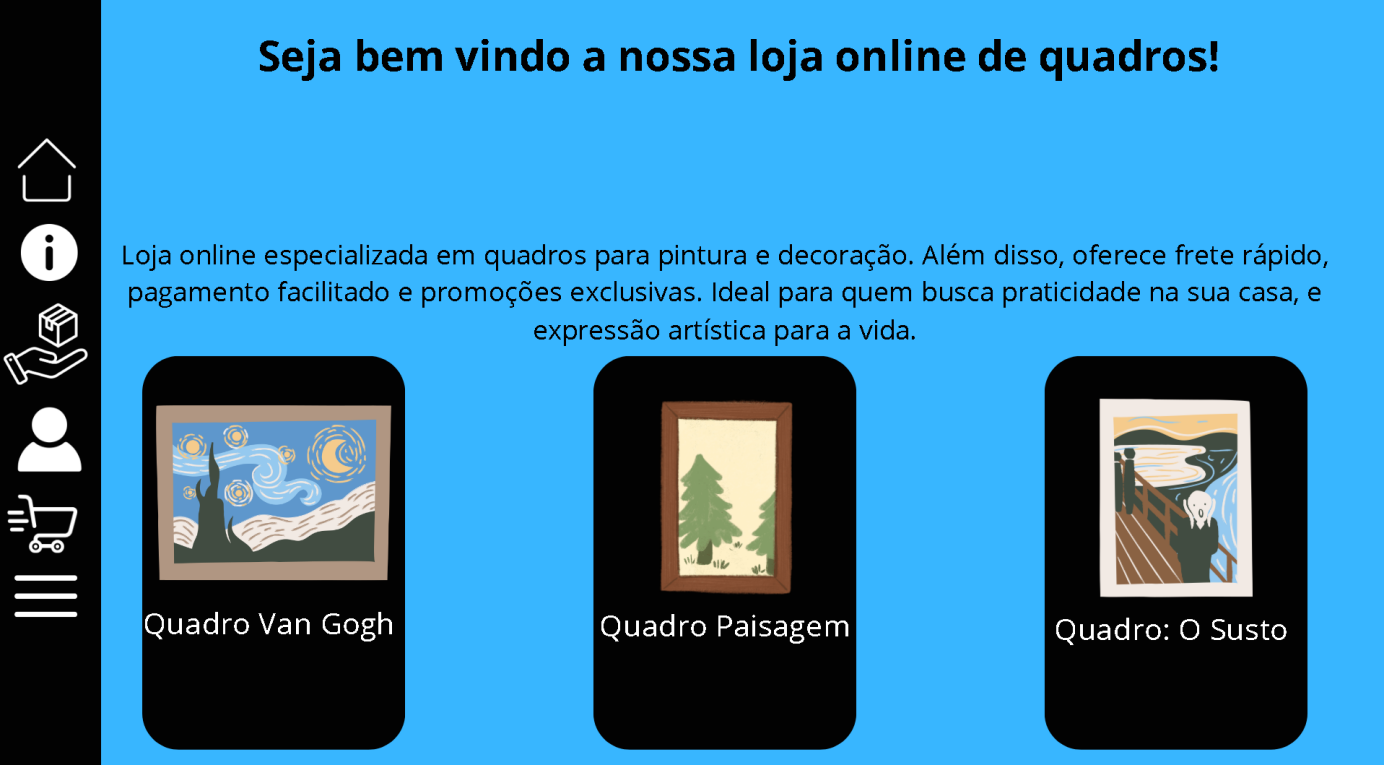 Seja bem vindo a nossa loja online de quadros!
Loja online especializada em quadros para pintura e decoração. Além disso, oferece frete rápido,
pagamento facilitado e promoções exclusivas. Ideal para quem busca praticidade na sua casa, e
expressão artística para a vida.
Quadro Van Gogh
Quadro Paisagem
Quadro: O Susto